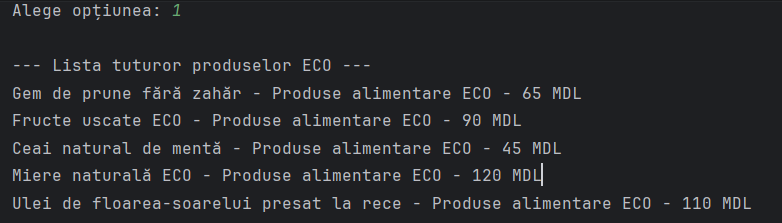 Alege opțiunea: 1
--- Lista tuturor produselor ECO ---
Gem de prune fără zahăr - Produse alimentare ECO - 65 MDL
Fructe uscate ECO - Produse alimentare ECO - 90 MDL
Ceai natural de mentă - Produse alimentare ECO - 45 MDL
Miere naturală ECO - Produse alimentare ECO - 120 MDL
Ulei de floarea-soarelui presat la rece - Produse alimentare ECO - 110 MDL